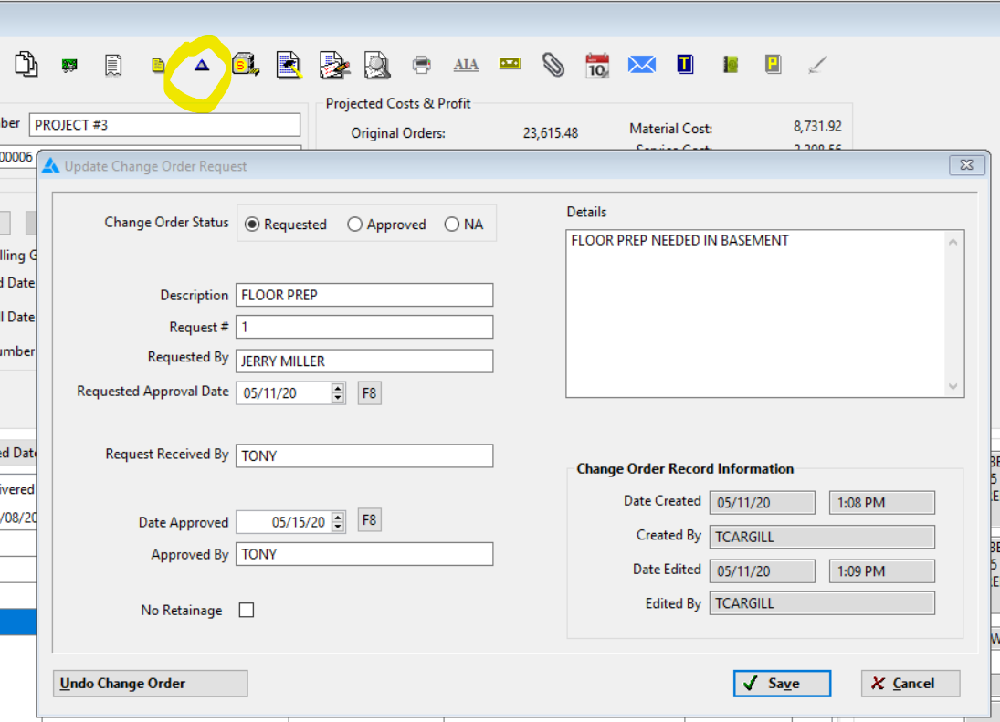 10
AIA
S
T
P
ber PROJECT #3
Projected Costs & Profit
Original Orders: 23,615.48 Material Cost: 8,731.92
00006
Update Change Order Request
Change Order Status Requested Approved NA
Details
FLOOR PREP NEEDED IN BASEMENT
lling
d Date
Description FLOOR PREP
l Date
Request # 1
umber
Requested By JERRY MILLER
Requested Approval Date 05/11/20 F8
ed Date
Request Received By TONY
Change Order Record Information
ivered
Date Created 05/11/20 1:08 PM
/08/20
Date Approved 05/15/20 F8
Created By TCARGILL
Approved By TONY
Date Edited 05/11/20 1:09 PM
No Retainage
Edited By TCARGILL
Undo Change Order
Save
Cancel